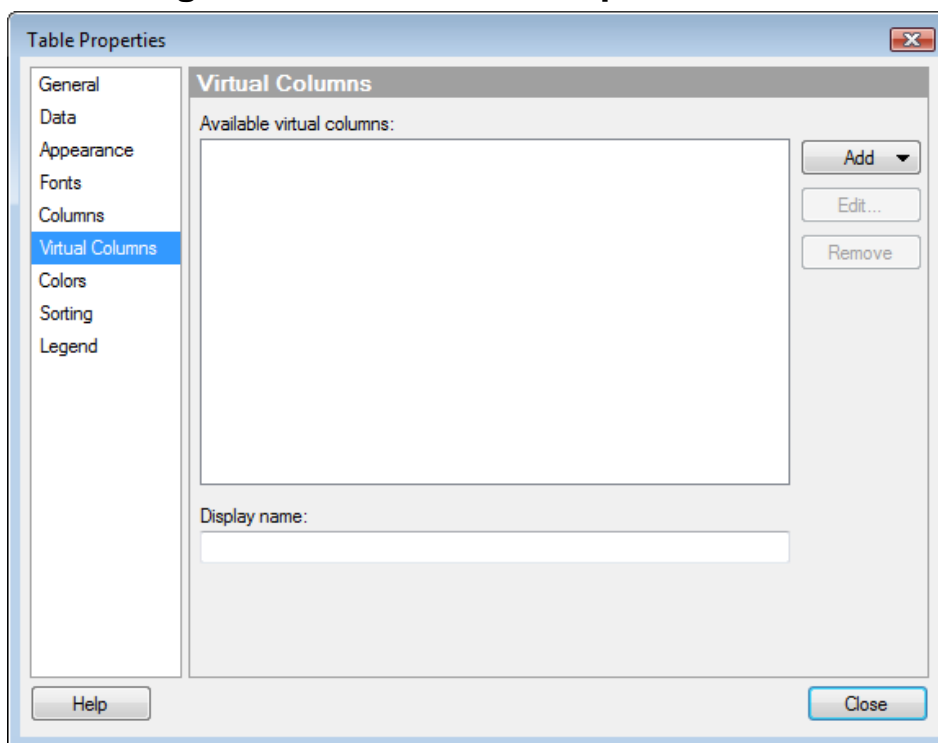 Table Properties
General
Data
Appearance
Fonts
Columns
Virtual Columns
Colors
Sorting
Legend
Virtual Columns
Available virtual columns:
Add
Edit...
Remove
Display name:
Help
Close